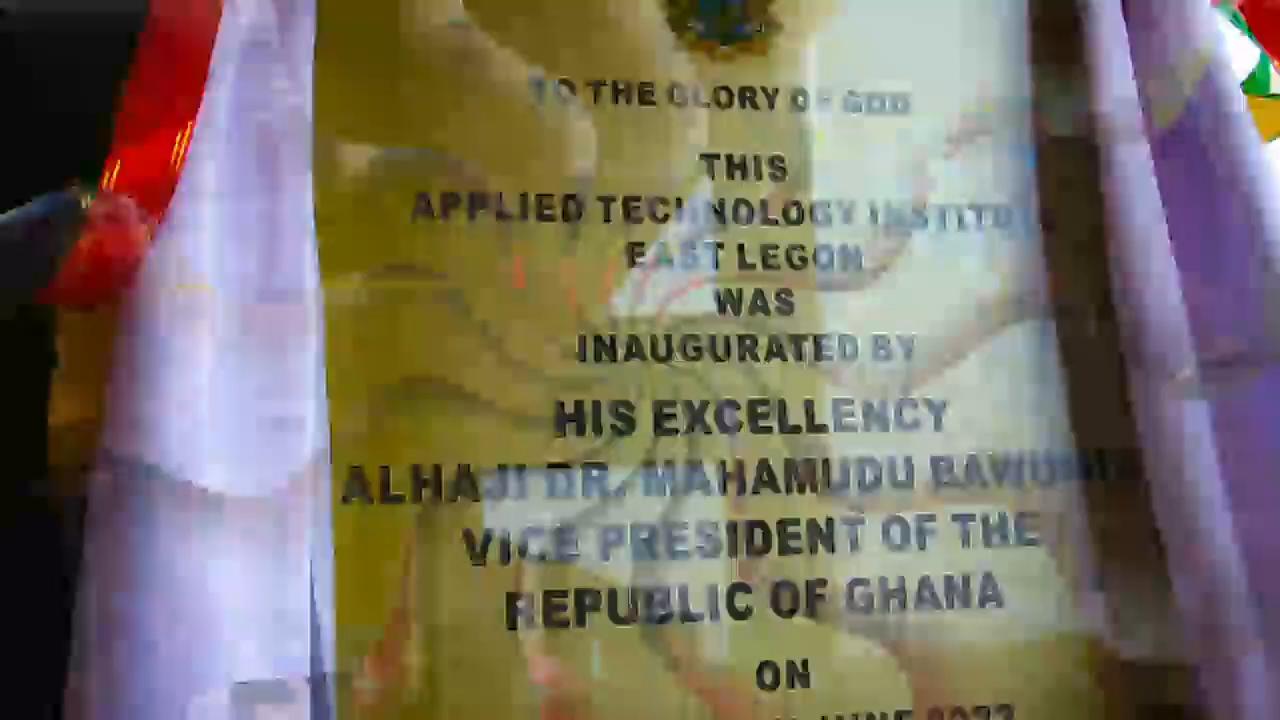 TO THE GLORY OF GOD
THIS
APPLIED TECHNOLOGY INSTITUTE
EAST LEGON
WAS
INAUGURATED BY
HIS EXCELLENCY
ALHAJI DR. MAHAMUDU BAWUMIA
VICE PRESIDENT OF THE
REPUBLIC OF GHANA
ON
JUNE